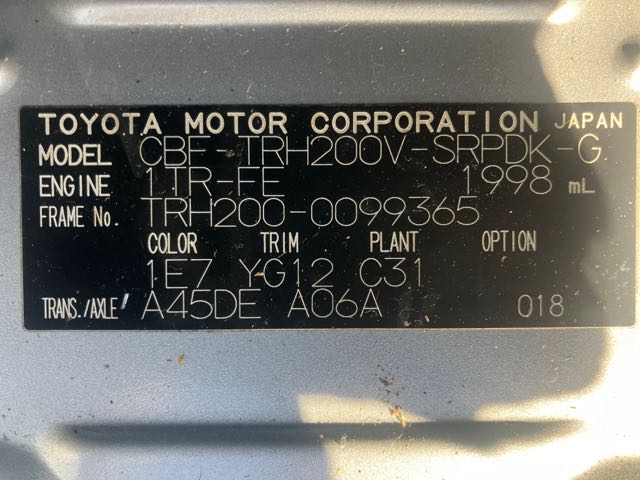 TOYOTA MOTOR CORPORATION JAPAN
MODEL CBF-TRH200V-SRPDK-G
ENGINE 1TR-FE 1998 mL
FRAME No. TRH200-0099365
COLOR TRIM PLANT OPTION
1E7 YG12 C31
TRANS./AXLE A45DE A06A 018